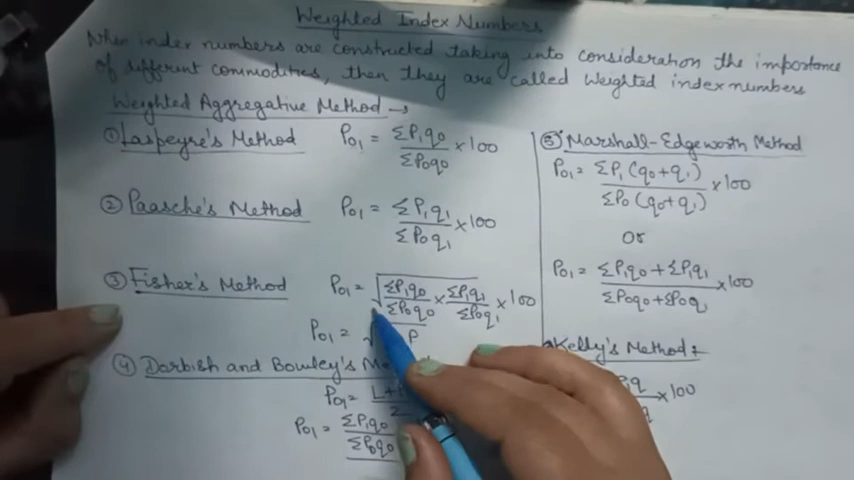 Weighted Index Numbers
When index numbers are constructed taking into consideration the importance
of different commodities, then they are called Weighted index numbers
Weighted Aggregative Method →
① Laspeyre's Method P₀₁ = ΣP₁q₀/ΣP₀q₀ × 100
② Paasche's Method P₀₁ = ΣP₁q₁/ΣP₀q₁ × 100
③ Fisher's Method P₀₁ = √(ΣP₁q₀/ΣP₀q₀ × ΣP₁q₁/ΣP₀q₁) × 100
P₀₁ = √ P
④ Dorbish and Bowley's Me
P₀₁ = L+ / 2
P₀₁ = ΣP₁q₀/ΣP₀q₀
⑤ Marshall-Edgeworth Method
P₀₁ = ΣP₁(q₀+q₁)/ΣP₀(q₀+q₁) × 100
Or
P₀₁ = ΣP₁q₀+ΣP₁q₁/ΣP₀q₀+ΣP₀q₁ × 100
Kelly's Method:
P₁q/q × 100